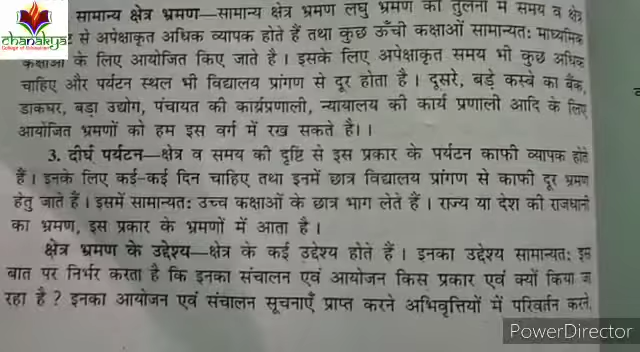 chanakya
College of Education
सामान्य क्षेत्र भ्रमण—सामान्य क्षेत्र भ्रमण लघु भ्रमण की तुलना में समय व क्षेत्र
से अपेक्षाकृत अधिक व्यापक होते हैं तथा कुछ ऊँची कक्षाओं सामान्यतः माध्यमिक
कक्षाओं के लिए आयोजित किए जाते है । इसके लिए अपेक्षाकृत समय भी कुछ अधिक
चाहिए और पर्यटन स्थल भी विद्यालय प्रांगण से दूर होता है । दूसरे, बड़े कस्बे का बैंक,
डाकघर, बड़ा उद्योग, पंचायत की कार्यप्रणाली, न्यायालय की कार्य प्रणाली आदि के लिए
आयोजित भ्रमणों को हम इस वर्ग में रख सकते है।।
3. दीर्घ पर्यटन—क्षेत्र व समय की दृष्टि से इस प्रकार के पर्यटन काफी व्यापक होते
हैं । इनके लिए कई-कई दिन चाहिए तथा इनमें छात्र विद्यालय प्रांगण से काफी दूर भ्रमण
हेतु जाते हैं । इसमें सामान्यतः उच्च कक्षाओं के छात्र भाग लेते हैं । राज्य या देश की राजधानी
का भ्रमण, इस प्रकार के भ्रमणों में आता है ।
क्षेत्र भ्रमण के उद्देश्य—क्षेत्र के कई उद्देश्य होते हैं । इनका उद्देश्य सामान्यतः इस
बात पर निर्भर करता है कि इनका संचालन एवं आयोजन किस प्रकार एवं क्यों किया जा
रहा है ? इनका आयोजन एवं संचालन सूचनाएँ प्राप्त करने अभिवृत्तियों में परिवर्तन करने,
PowerDirector